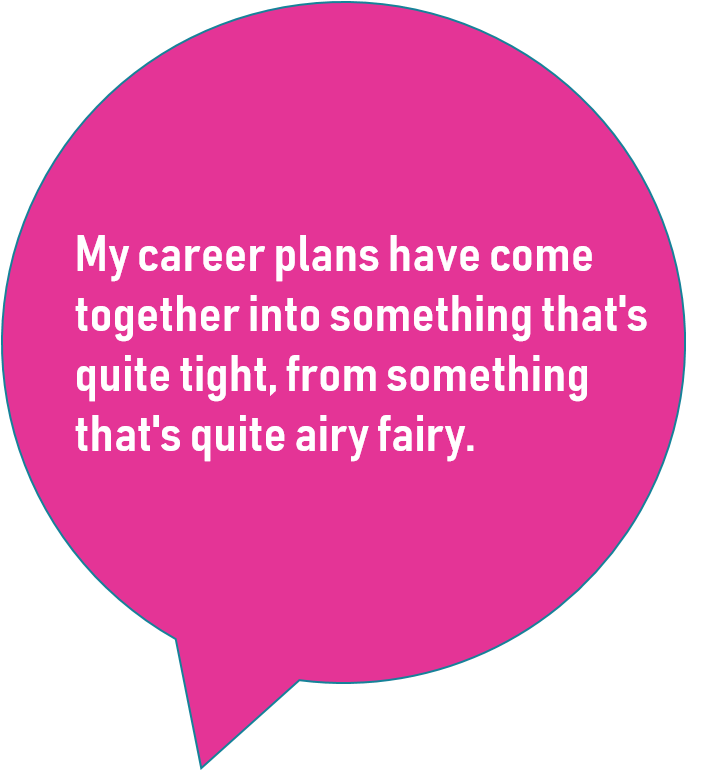 My career plans have come
together into something that's
quite tight, from something
that's quite airy fairy.